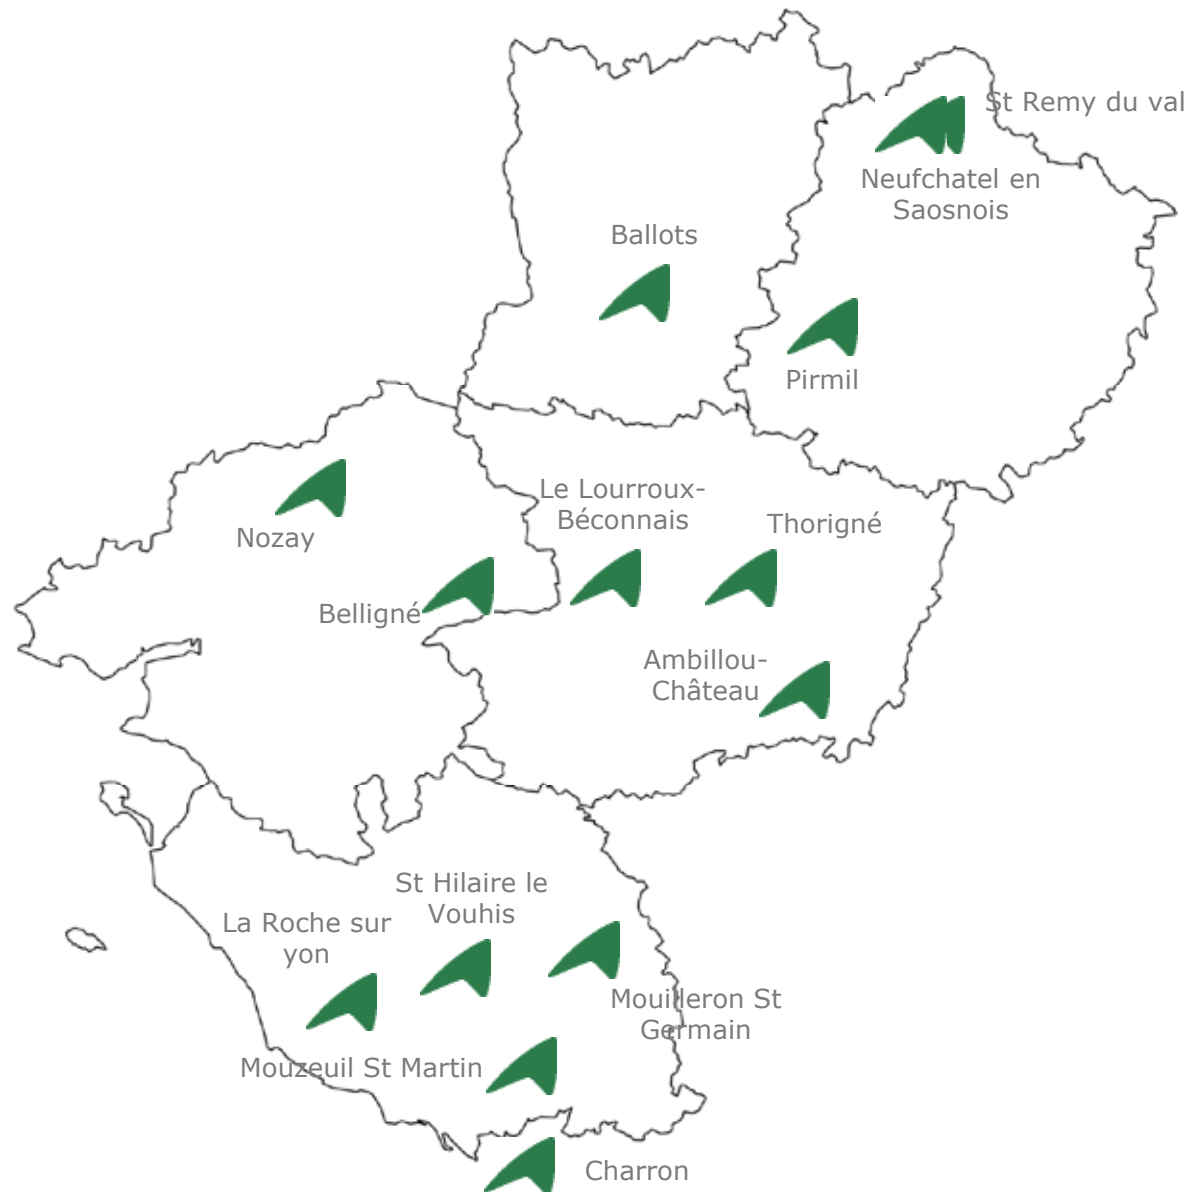 St Remy du val
Neufchatel en
Saosnois
Ballots
Pirmil
Le Lourroux-
Béconnais
Thorigné
Nozay
Belligné
Ambillou-
Château
St Hilaire le
Vouhis
La Roche sur
yon
Mouilleron St
Germain
Mouzeuil St Martin
Charron